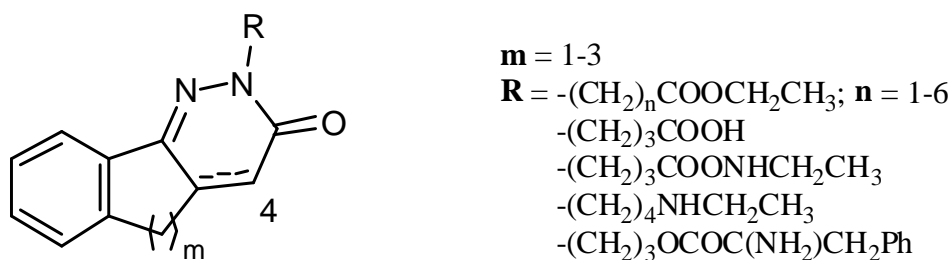 R
N
N
O
4
m
m = 1-3
R = -(CH2)nCOOCH2CH3; n = 1-6
-(CH2)3COOH
-(CH2)3COONHCH2CH3
-(CH2)4NHCH2CH3
-(CH2)3OCOC(NH2)CH2Ph